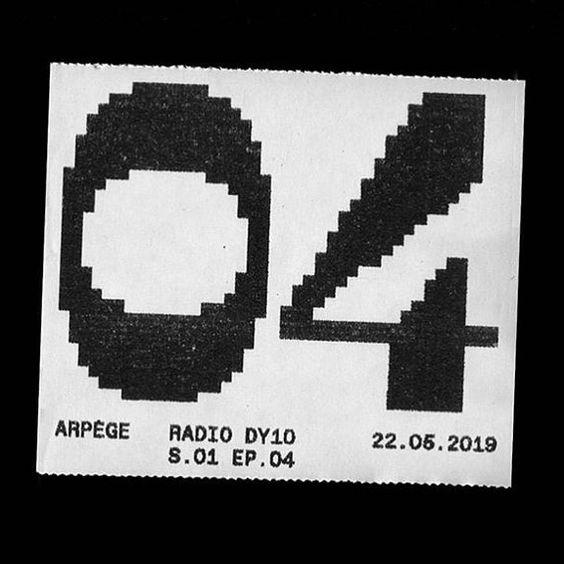 04
ARPÈGE
RADIO DY10
S.01 EP.04
22.05.2019